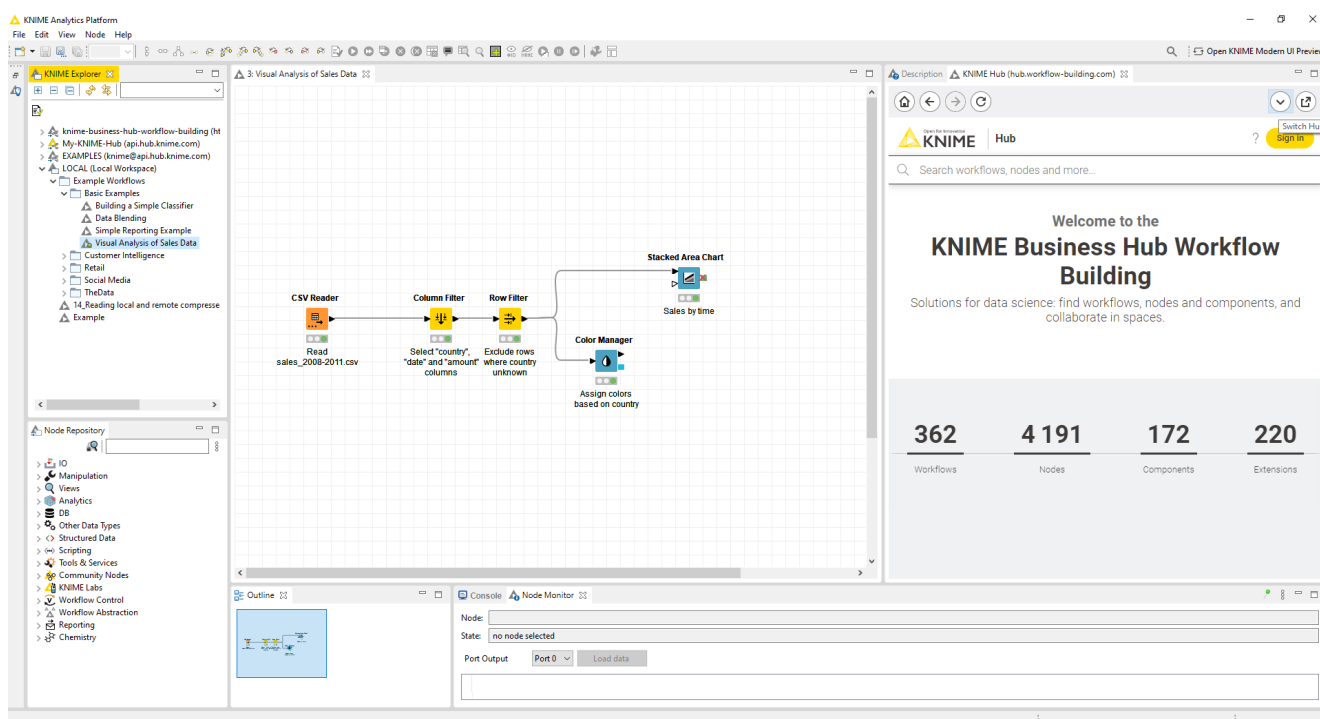 KNIME Analytics Platform
File Edit View Node Help
Open KNIME Modern UI Preview
KNIME Explorer
knime-business-hub-workflow-building (ht
My-KNIME-Hub (api.hub.knime.com)
EXAMPLES (knime@api.hub.knime.com)
LOCAL (Local Workspace)
Example Workflows
Basic Examples
Building a Simple Classifier
Data Blending
Simple Reporting Example
Visual Analysis of Sales Data
Customer Intelligence
Retail
Social Media
TheData
14_Reading local and remote compresse
Example
Node Repository
IO
Manipulation
Views
Analytics
DB
Other Data Types
Structured Data
Scripting
Tools & Services
Community Nodes
KNIME Labs
Workflow Control
Workflow Abstraction
Reporting
Chemistry
3: Visual Analysis of Sales Data
CSV Reader
Read
sales_2008-2011.csv
Column Filter
Select "country",
"date" and "amount"
columns
Row Filter
Exclude rows
where country
unknown
Stacked Area Chart
Sales by time
Color Manager
Assign colors
based on country
Description KNIME Hub (hub.workflow-building.com)
Switch Hu
Open for Innovation
KNIME Hub ? Sign in
Search workflows, nodes and more...
Welcome to the
KNIME Business Hub Workflow
Building
Solutions for data science: find workflows, nodes and components, and
collaborate in spaces.
362 4 191 172 220
Workflows Nodes Components Extensions
Outline
Console Node Monitor
Node:
State: no node selected
Port Output Port 0 Load data